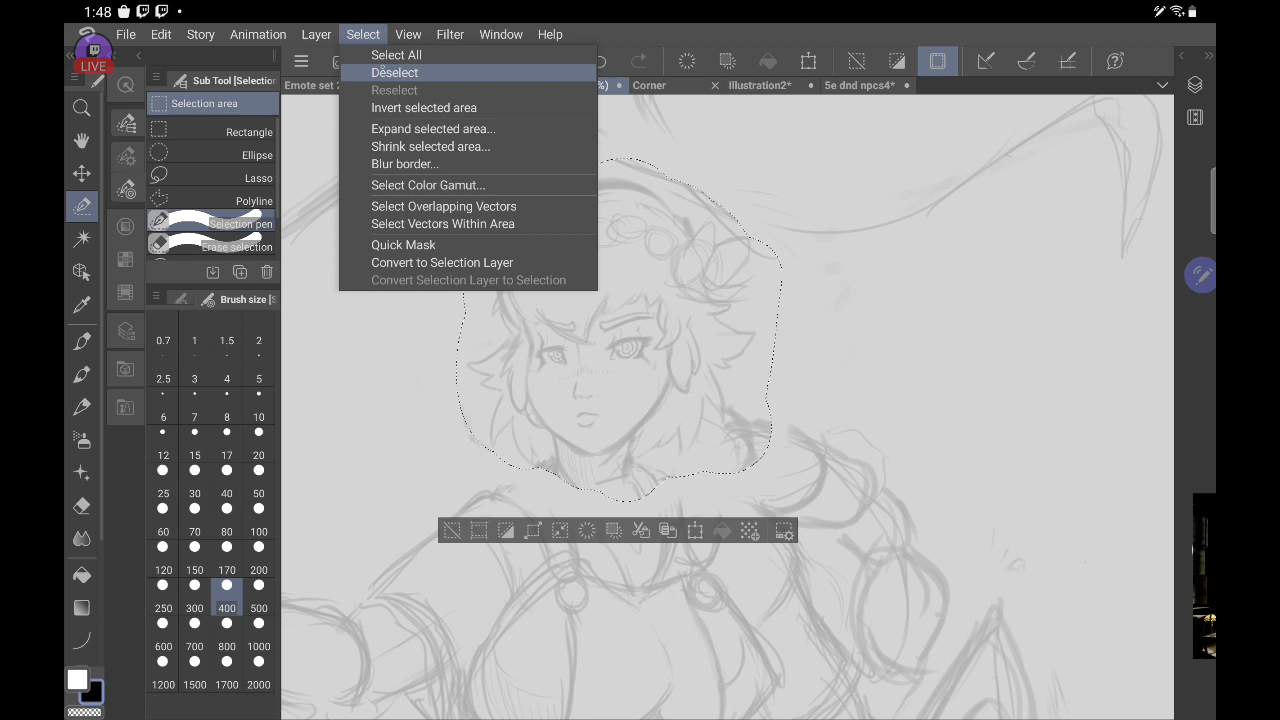 1:48
File Edit Story Animation Layer Select View Filter Window Help
LIVE
Select All
Deselect
Reselect
Invert selected area
Expand selected area...
Shrink selected area...
Blur border...
Select Color Gamut...
Select Overlapping Vectors
Select Vectors Within Area
Quick Mask
Convert to Selection Layer
Convert Selection Layer to Selection
Sub Tool [Selection
Emote set 2
%)
Corner
Illustration2*
5e dnd npcs4*
Selection area
Rectangle
Ellipse
Lasso
Polyline
Selection pen
Erase selection
Brush size [S
0.7 1 1.5 2
2.5 3 4 5
6 7 8 10
12 15 17 20
25 30 40 50
60 70 80 100
120 150 170 200
250 300 400 500
600 700 800 1000
1200 1500 1700 2000